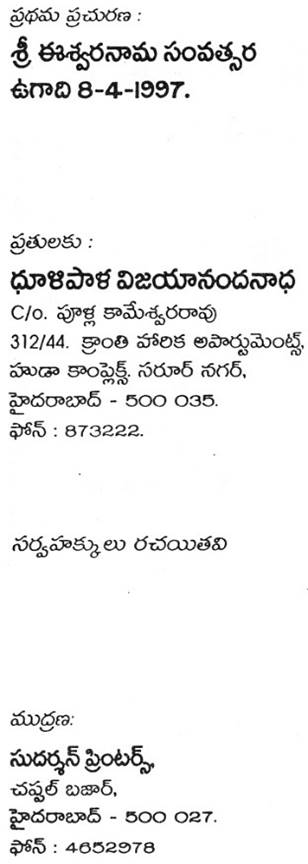 ప్రథమ ప్రచురణ :
శ్రీ ఈశ్వరనామ సంవత్సర
ఉగాది 8-4-1997.
ప్రతులకు :
ధూళిపాళ విజయానందనాధ
C/o. పూళ్ల కామేశ్వరరావు
312/44. క్రాంతి హారిక అపార్టుమెంట్స్,
హుడా కాంప్లెక్స్. సరూర్ నగర్,
హైదరాబాద్ - 500 035.
ఫోన్ : 873222.
సర్వహక్కులు రచయితవి
ముద్రణ:
సుదర్శన్ ప్రింటర్స్,
చప్పల్ బజార్,
హైదరాబాద్ - 500 027.
ఫోన్ : 4652978